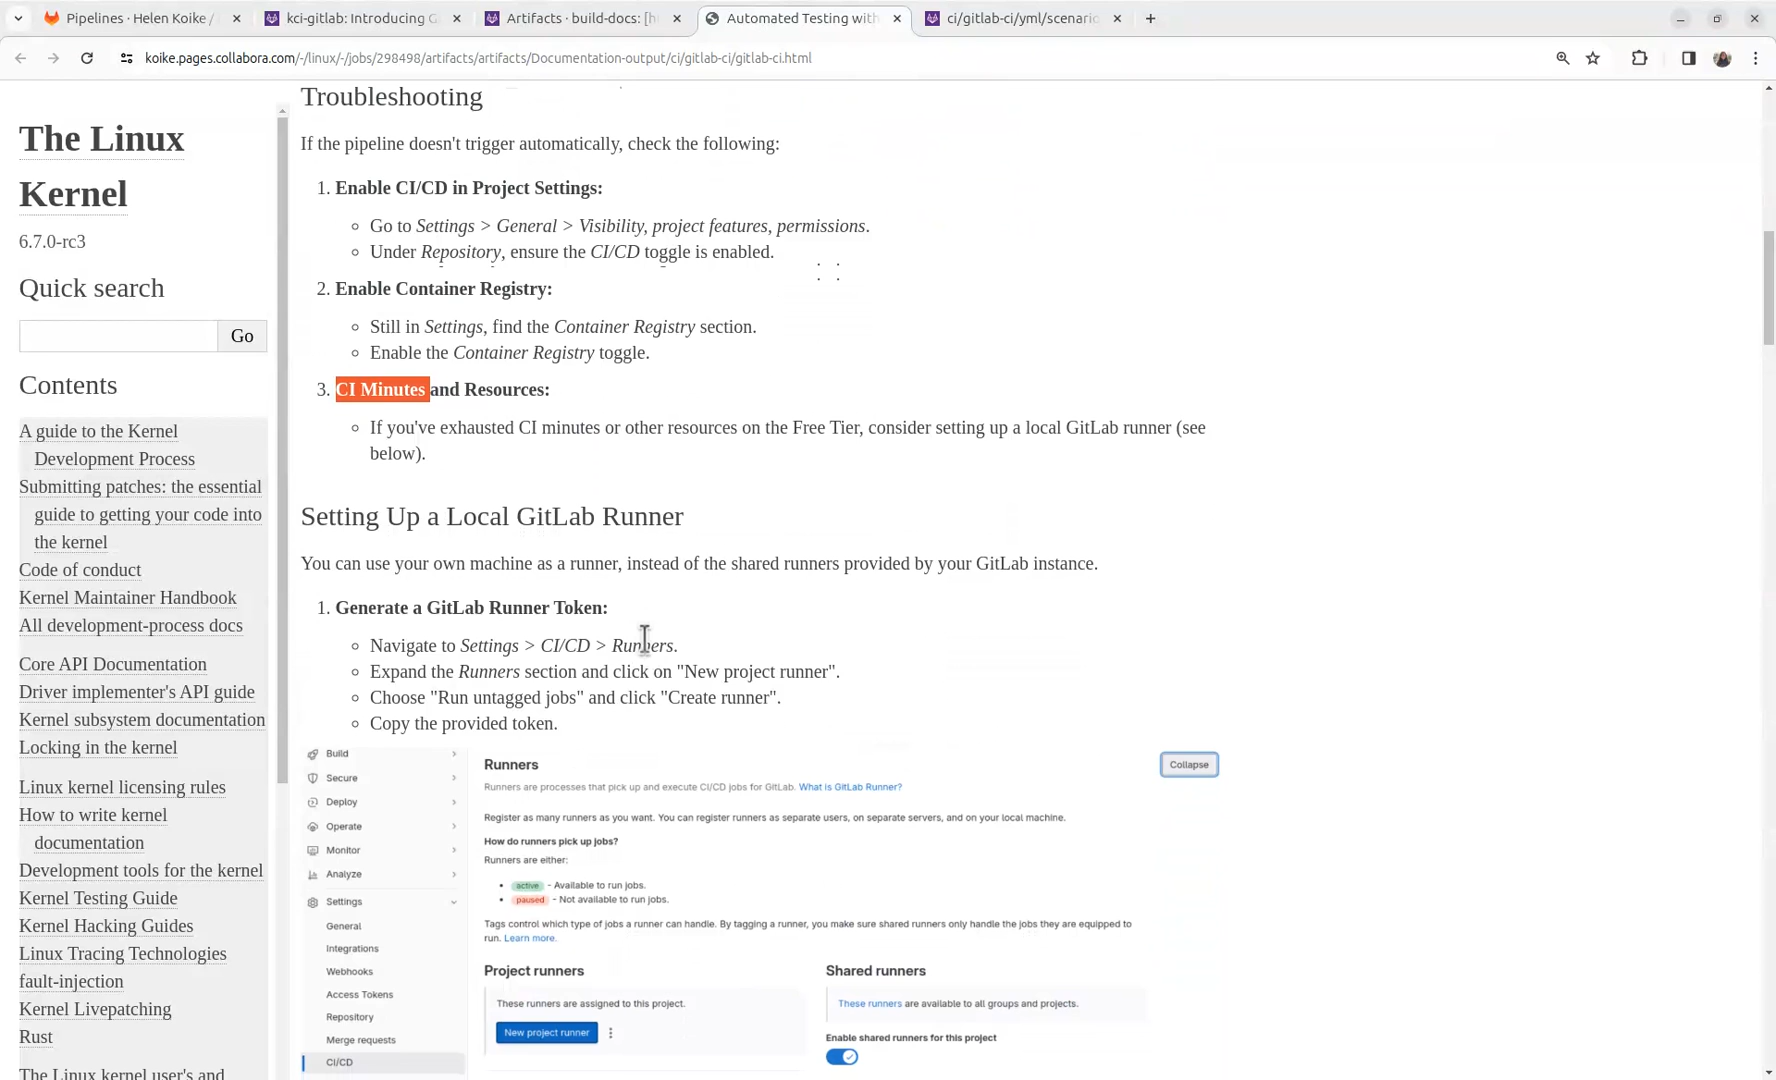 Pipelines · Helen Koike /
kci-gitlab: Introducing G
Artifacts · build-docs: [h
Automated Testing with
ci/gitlab-ci/yml/scenario
koike.pages.collabora.com/-/linux/-/jobs/298498/artifacts/artifacts/Documentation-output/ci/gitlab-ci/gitlab-ci.html
The Linux
Kernel
6.7.0-rc3
Quick search
Go
Contents
A guide to the Kernel
Development Process
Submitting patches: the essential
guide to getting your code into
the kernel
Code of conduct
Kernel Maintainer Handbook
All development-process docs
Core API Documentation
Driver implementer's API guide
Kernel subsystem documentation
Locking in the kernel
Linux kernel licensing rules
How to write kernel
documentation
Development tools for the kernel
Kernel Testing Guide
Kernel Hacking Guides
Linux Tracing Technologies
fault-injection
Kernel Livepatching
Rust
The Linux kernel user's and
Troubleshooting
If the pipeline doesn't trigger automatically, check the following:
1. Enable CI/CD in Project Settings:
◦ Go to Settings > General > Visibility, project features, permissions.
◦ Under Repository, ensure the CI/CD toggle is enabled.
2. Enable Container Registry:
◦ Still in Settings, find the Container Registry section.
◦ Enable the Container Registry toggle.
3. CI Minutes and Resources:
◦ If you've exhausted CI minutes or other resources on the Free Tier, consider setting up a local GitLab runner (see
below).
Setting Up a Local GitLab Runner
You can use your own machine as a runner, instead of the shared runners provided by your GitLab instance.
1. Generate a GitLab Runner Token:
◦ Navigate to Settings > CI/CD > Runners.
◦ Expand the Runners section and click on "New project runner".
◦ Choose "Run untagged jobs" and click "Create runner".
◦ Copy the provided token.
Build
Secure
Deploy
Operate
Monitor
Analyze
Settings
General
Integrations
Webhooks
Access Tokens
Repository
Merge requests
CI/CD
Runners
Collapse
Runners are processes that pick up and execute CI/CD jobs for GitLab. What is GitLab Runner?
Register as many runners as you want. You can register runners as separate users, on separate servers, and on your local machine.
How do runners pick up jobs?
Runners are either:
• active - Available to run jobs.
• paused - Not available to run jobs.
Tags control which type of jobs a runner can handle. By tagging a runner, you make sure shared runners only handle the jobs they are equipped to
run. Learn more.
Project runners
These runners are assigned to this project.
New project runner
Shared runners
These runners are available to all groups and projects.
Enable shared runners for this project